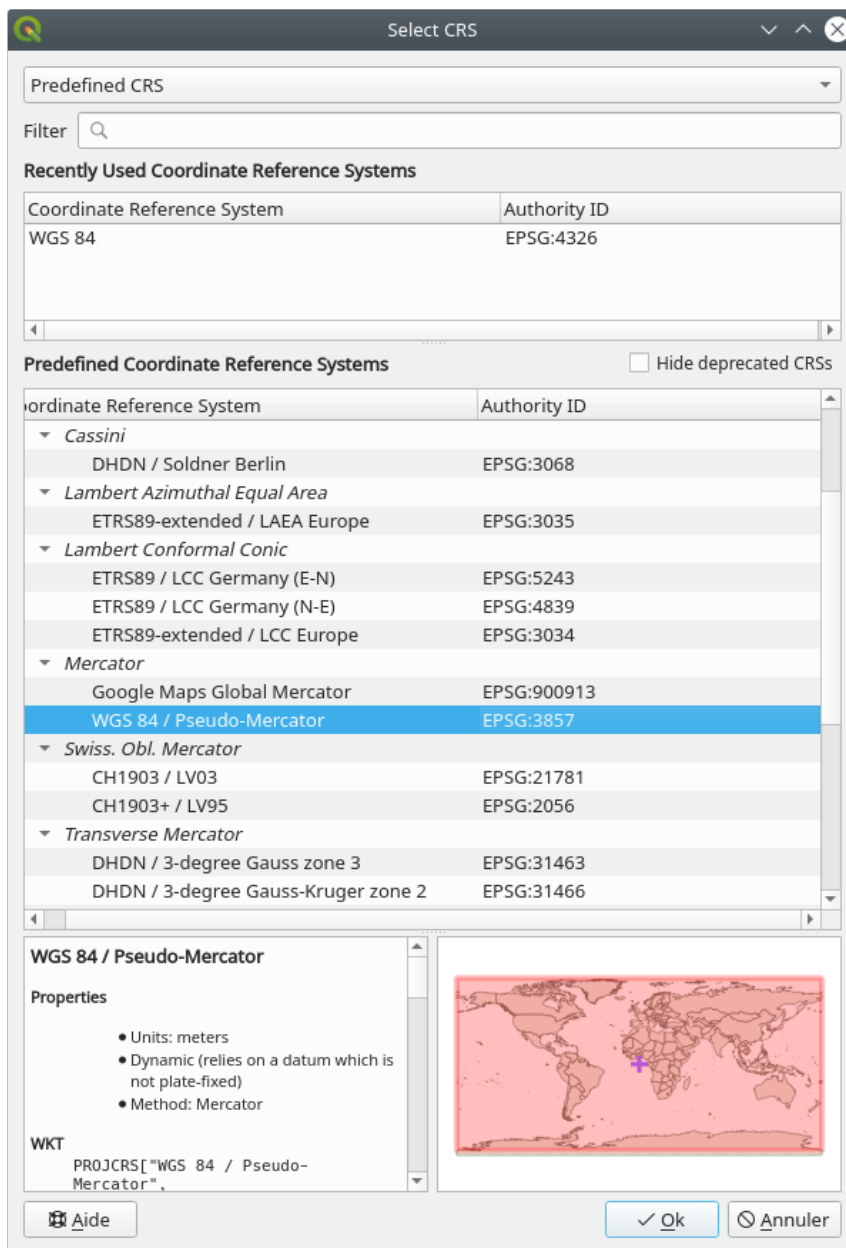 Select CRS
Predefined CRS
Filter
Recently Used Coordinate Reference Systems
Coordinate Reference System Authority ID
WGS 84 EPSG:4326
Predefined Coordinate Reference Systems Hide deprecated CRSs
ordinate Reference System Authority ID
Cassini
DHDN / Soldner Berlin EPSG:3068
Lambert Azimuthal Equal Area
ETRS89-extended / LAEA Europe EPSG:3035
Lambert Conformal Conic
ETRS89 / LCC Germany (E-N) EPSG:5243
ETRS89 / LCC Germany (N-E) EPSG:4839
ETRS89-extended / LCC Europe EPSG:3034
Mercator
Google Maps Global Mercator EPSG:900913
WGS 84 / Pseudo-Mercator EPSG:3857
Swiss. Obl. Mercator
CH1903 / LV03 EPSG:21781
CH1903+ / LV95 EPSG:2056
Transverse Mercator
DHDN / 3-degree Gauss zone 3 EPSG:31463
DHDN / 3-degree Gauss-Kruger zone 2 EPSG:31466
WGS 84 / Pseudo-Mercator
Properties
• Units: meters
• Dynamic (relies on a datum which is
not plate-fixed)
• Method: Mercator
WKT
PROJCRS["WGS 84 / Pseudo-
Mercator",
Aide Ok Annuler